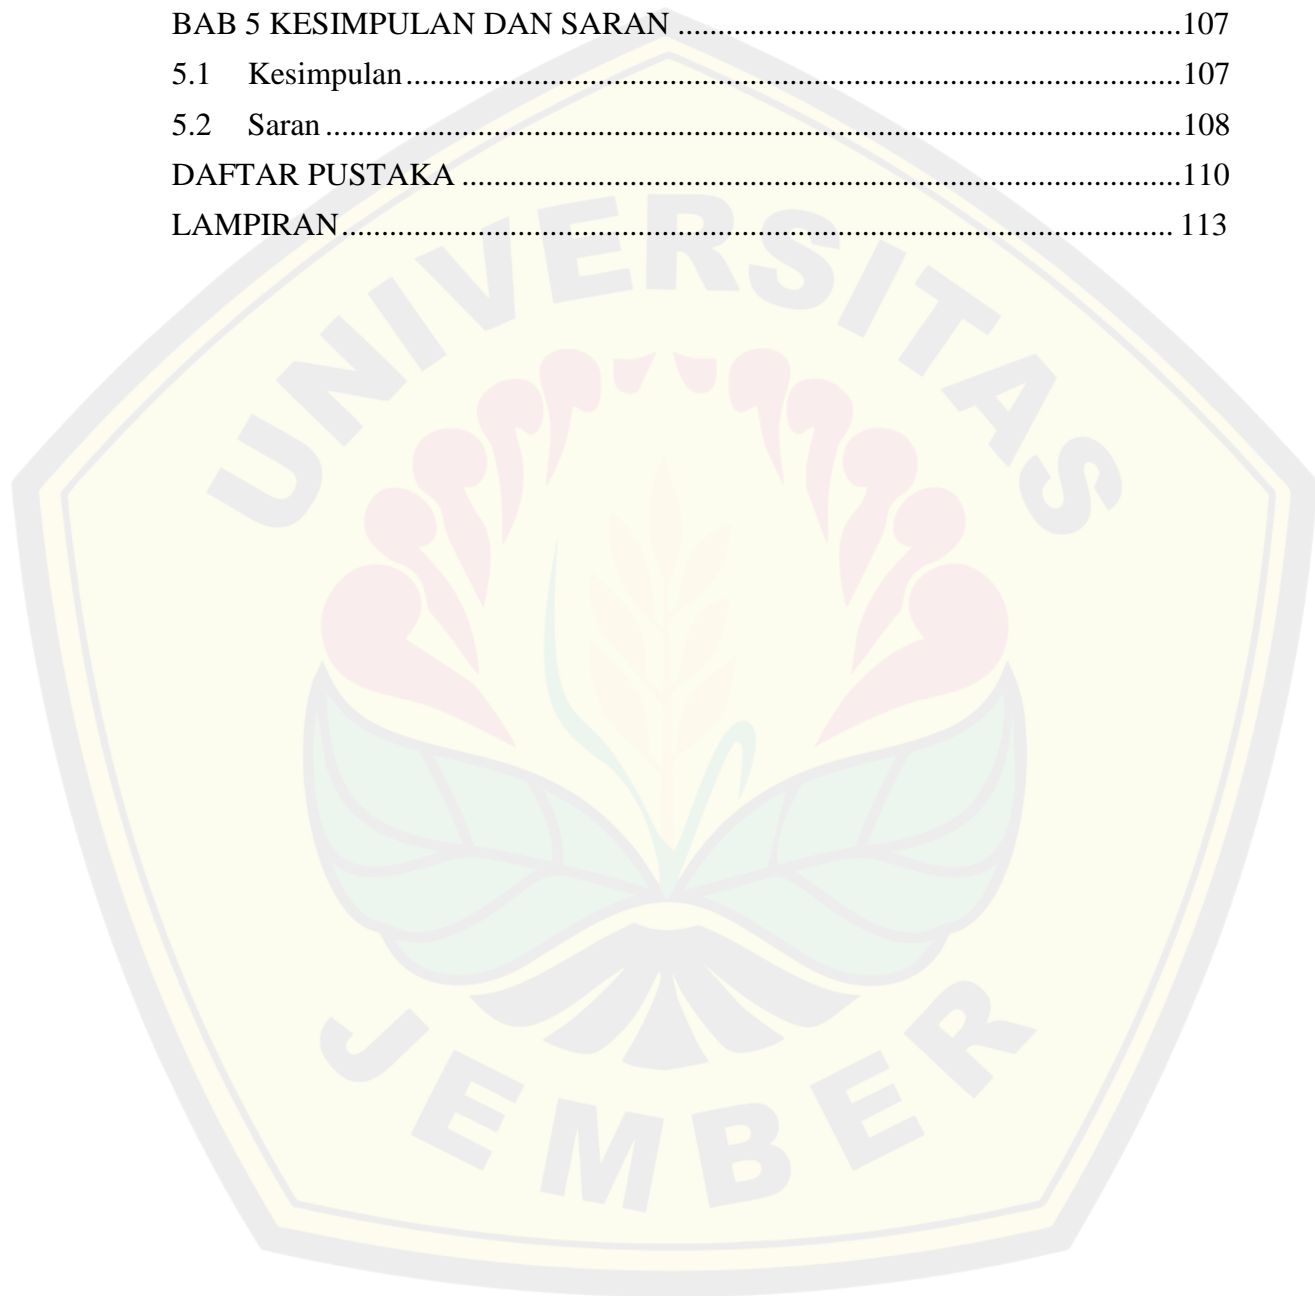 BAB 5 KESIMPULAN DAN SARAN ...............................................................107
5.1 Kesimpulan.................................................................................................107
5.2 Saran ...........................................................................................................108
DAFTAR PUSTAKA ..........................................................................................110
LAMPIRAN........................................................................................................ 113
UNIVERSITAS
JEMBER